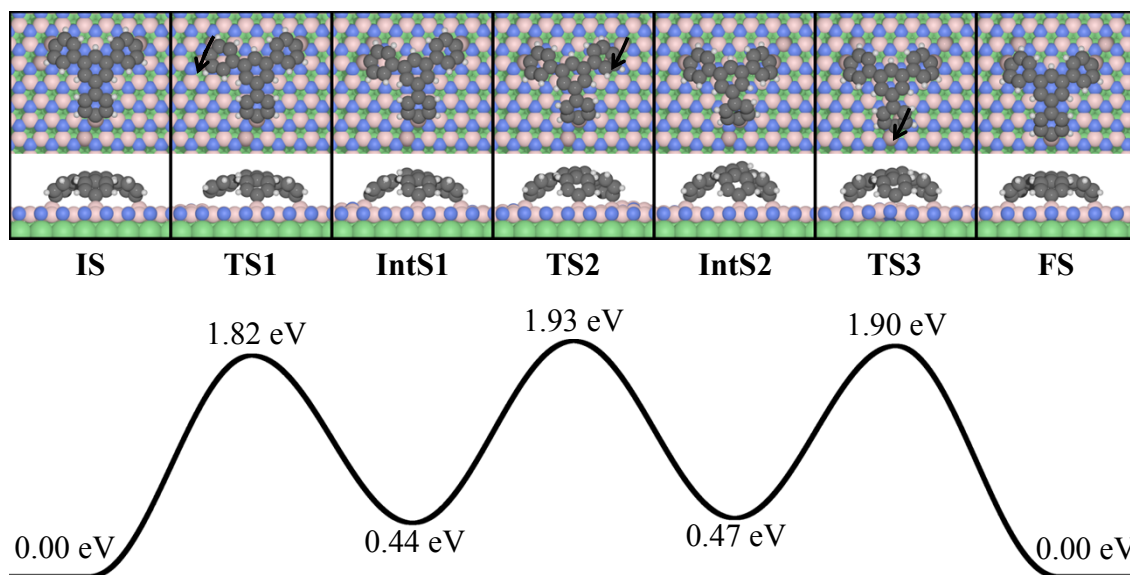 IS TS1 IntS1 TS2 IntS2 TS3 FS
1.82 eV 1.93 eV 1.90 eV
0.00 eV 0.44 eV 0.47 eV 0.00 eV